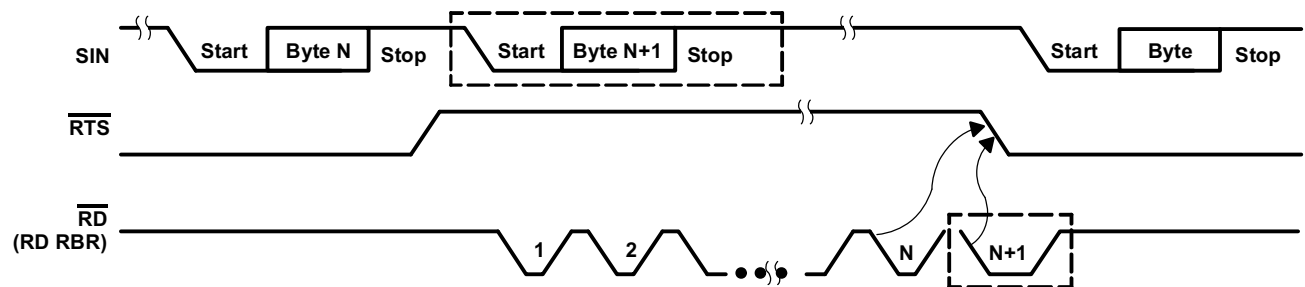 SIN Start Byte N Stop Start Byte N+1 Stop Start Byte Stop
RTS
RD
(RD RBR)
1 2 N N+1